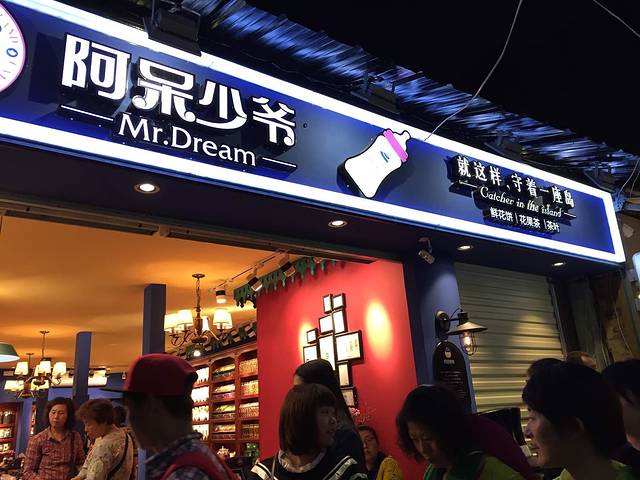 阿呆少爷
Mr.Dream
就这样、守着一座岛
Catcher in the island
鲜花饼 | 花果茶 | 茶叶